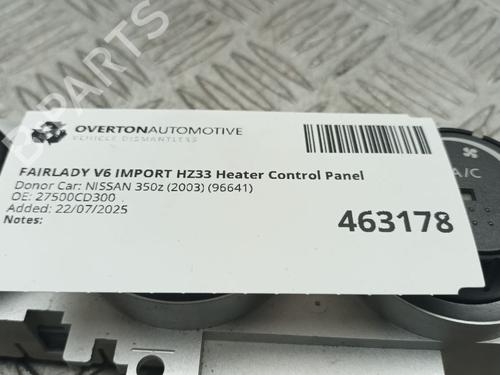 B PARTS
OVERTONAUTOMOTIVE
VEHICLE DISMANTLERS
FAIRLADY V6 IMPORT HZ33 Heater Control Panel
Donor Car: NISSAN 350z (2003) (96641)
OE: 27500CD300
Added: 22/07/2025
Notes:
463178
A/C